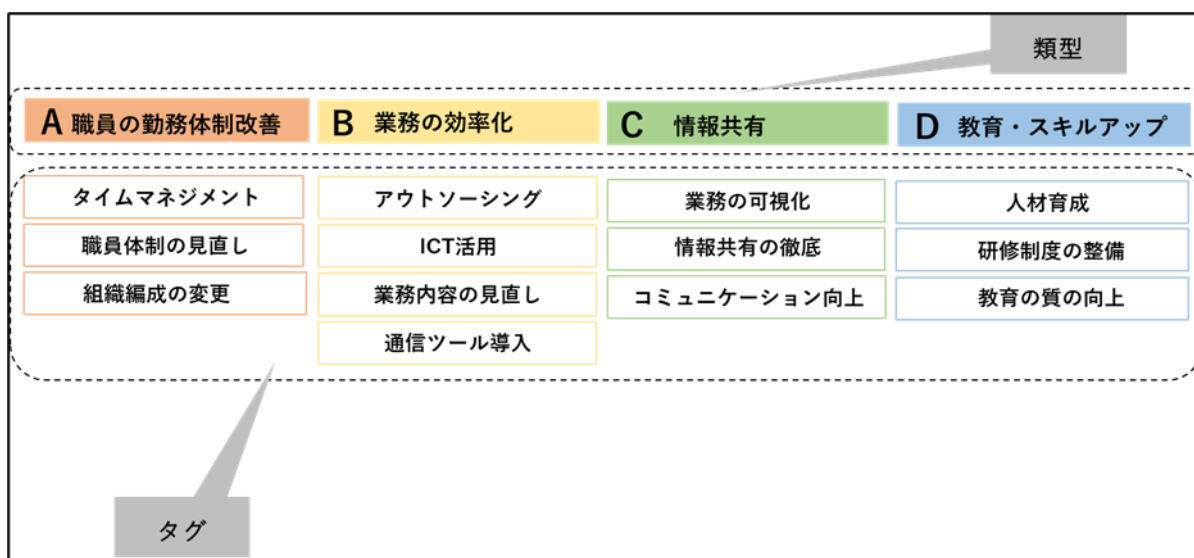 類型
A 職員の勤務体制改善
B 業務の効率化
C 情報共有
D 教育・スキルアップ
タイムマネジメント
職員体制の見直し
組織編成の変更
アウトソーシング
ICT活用
業務内容の見直し
通信ツール導入
業務の可視化
情報共有の徹底
コミュニケーション向上
人材育成
研修制度の整備
教育の質の向上
タグ